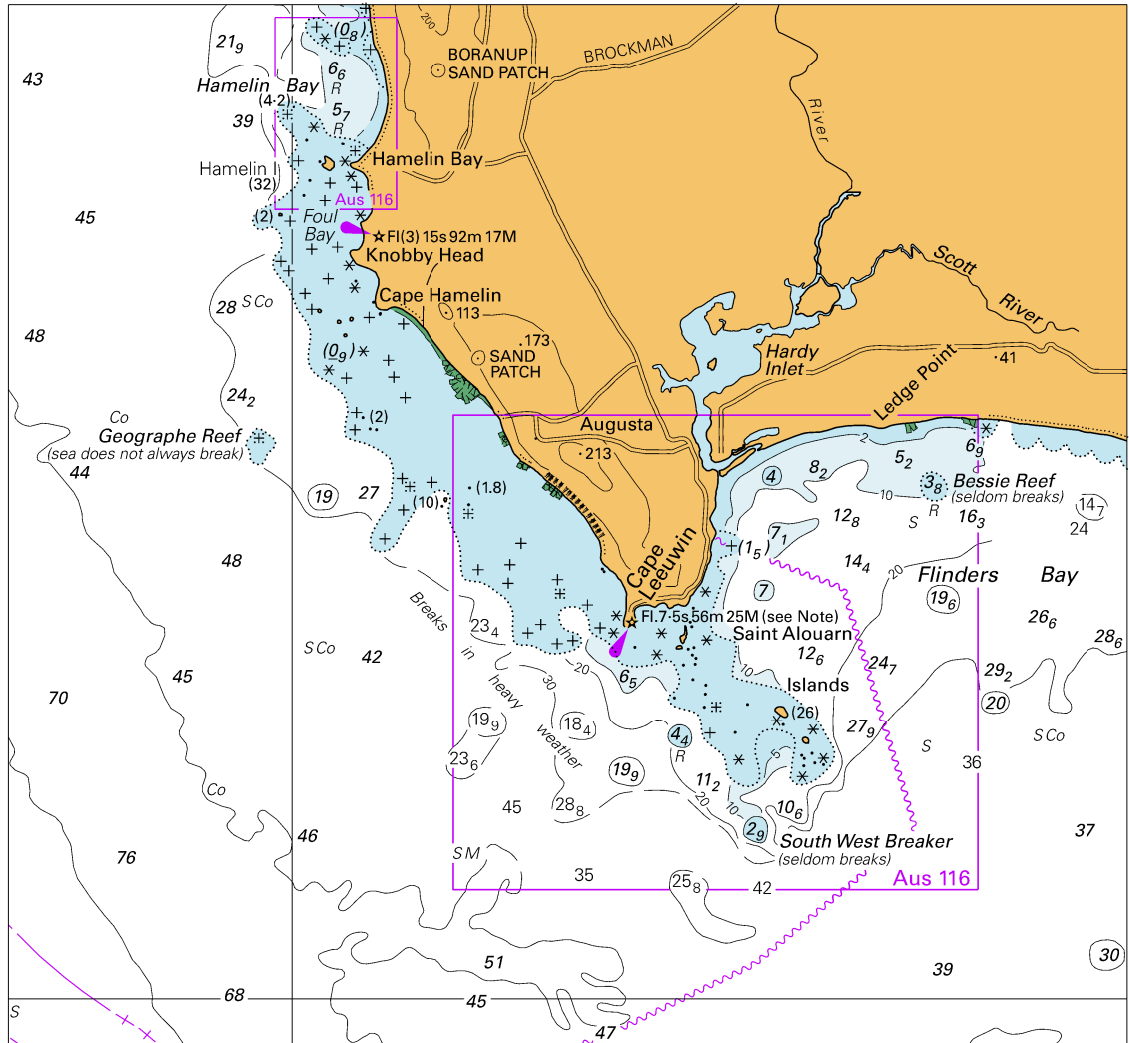 200
(0₈)
21₉
BORANUP
SAND PATCH
BROCKMAN
River
43
6₆
R
Hamelin Bay
(4·2)
5₇
R
39
Hamelin Bay
Hamelin I
(32)
Aus 116
45
(2)
Foul
Bay
Fl(3) 15s 92m 17M
Knobby Head
Scott
River
Cape Hamelin
28
S Co
113
48
173
SAND
PATCH
(0₉)
Hardy
Inlet
41
24₂
Ledge Point
Co
Geographe Reef
(sea does not always break)
(2)
Augusta
2
44
213
5₂
6₉
8₂
4
19
27
(10)
(1.8)
10
3₈
R
Bessie Reef
(seldom breaks)
14₇
24
12₈
S
16₃
7₁
(1₅)
48
14₄
20
Flinders Bay
Cape
Leeuwin
7
19₆
26₆
28₆
Breaks
in
heavy
weather
Fl.7·5s 56m 25M (see Note)
23₄
Saint Alouarn
Islands
12₆
24₇
29₂
S Co
42
45
20
6₅
10
30
20
70
(26)
19₉
18₄
4₄
R
27₉
S
S Co
5
23₆
36
19₉
11₂
Co
45
28₈
20
10
10₆
2₉
South West Breaker
(seldom breaks)
37
46
76
S M
35
25₈
42
Aus 116
51
39
30
68
45
S
47